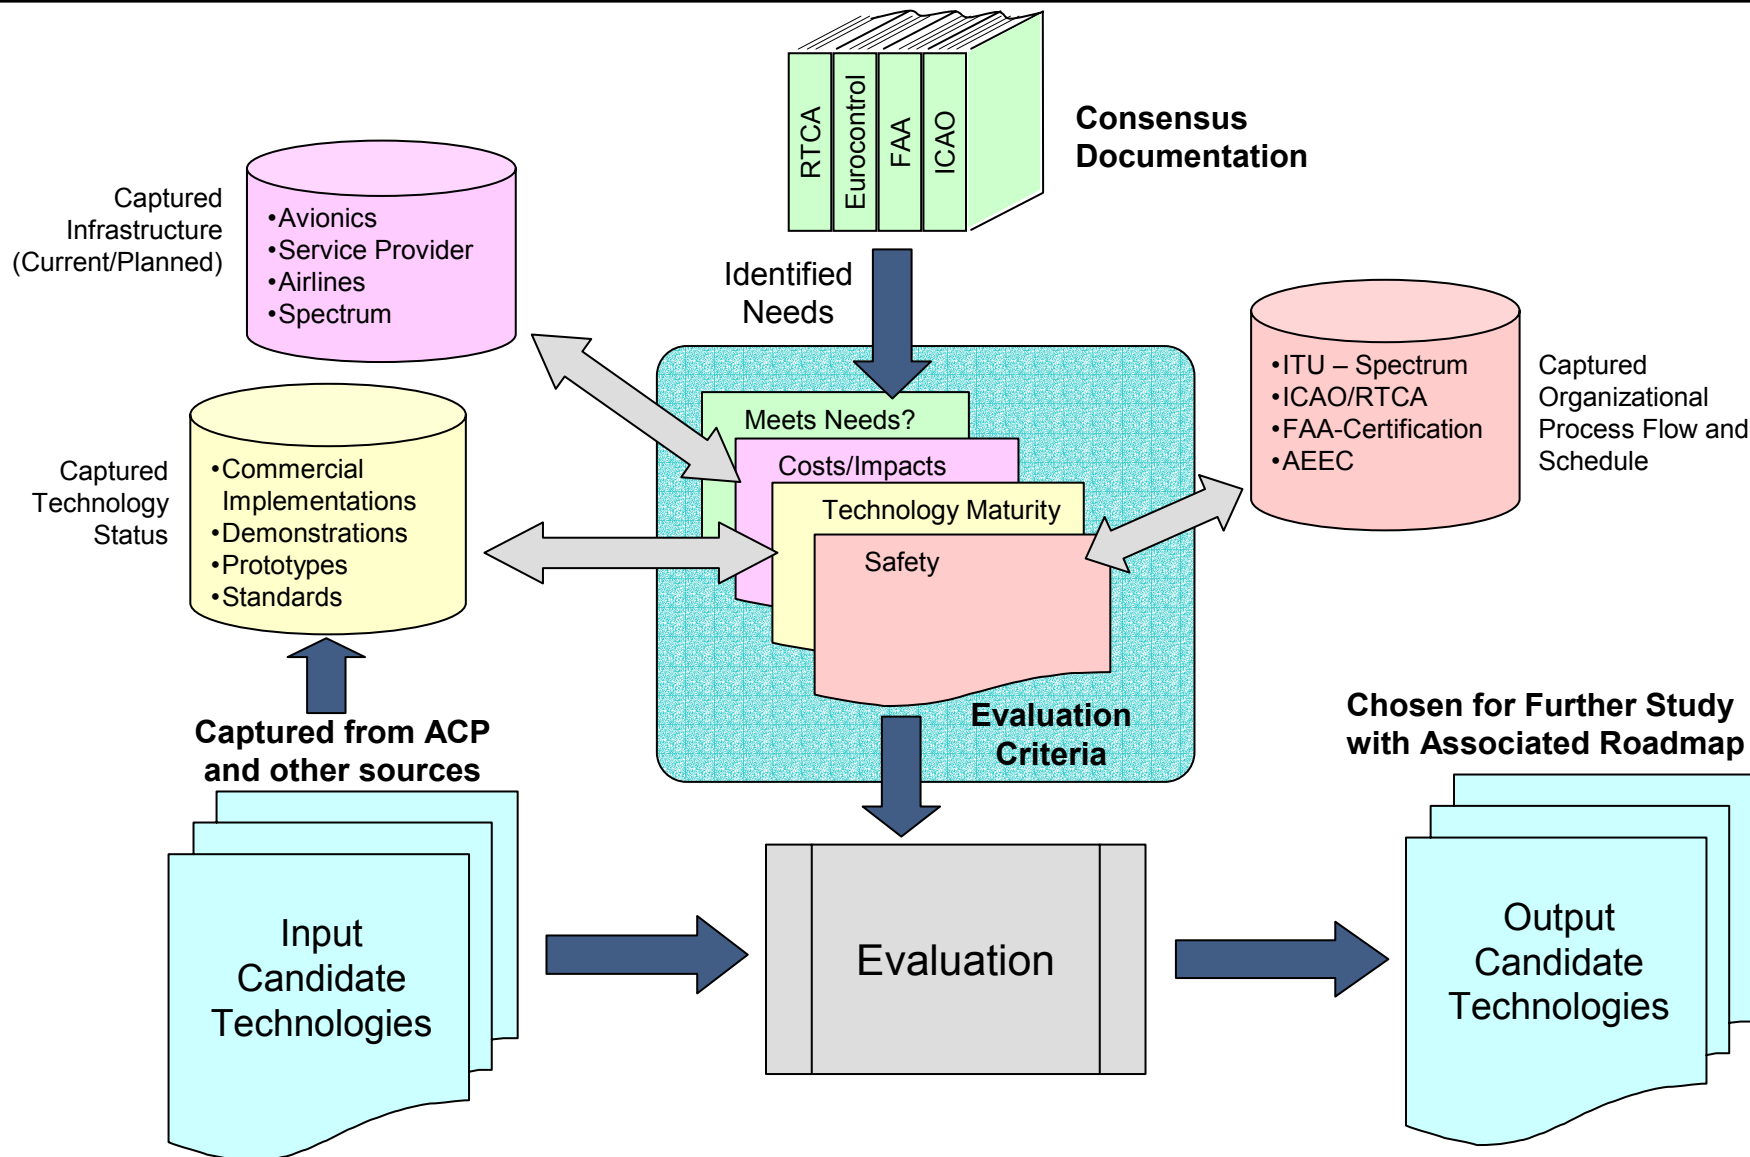 RTCA
Eurocontrol
FAA
ICAO
Consensus
Documentation
Captured
Infrastructure
(Current/Planned)
•Avionics
•Service Provider
•Airlines
•Spectrum
Identified
Needs
•ITU – Spectrum
•ICAO/RTCA
•FAA-Certification
•AEEC
Captured
Organizational
Process Flow and
Schedule
Meets Needs?
Costs/Impacts
Technology Maturity
Safety
Captured
Technology
Status
•Commercial
Implementations
•Demonstrations
•Prototypes
•Standards
Evaluation
Criteria
Captured from ACP
and other sources
Chosen for Further Study
with Associated Roadmap
Input
Candidate
Technologies
Evaluation
Output
Candidate
Technologies